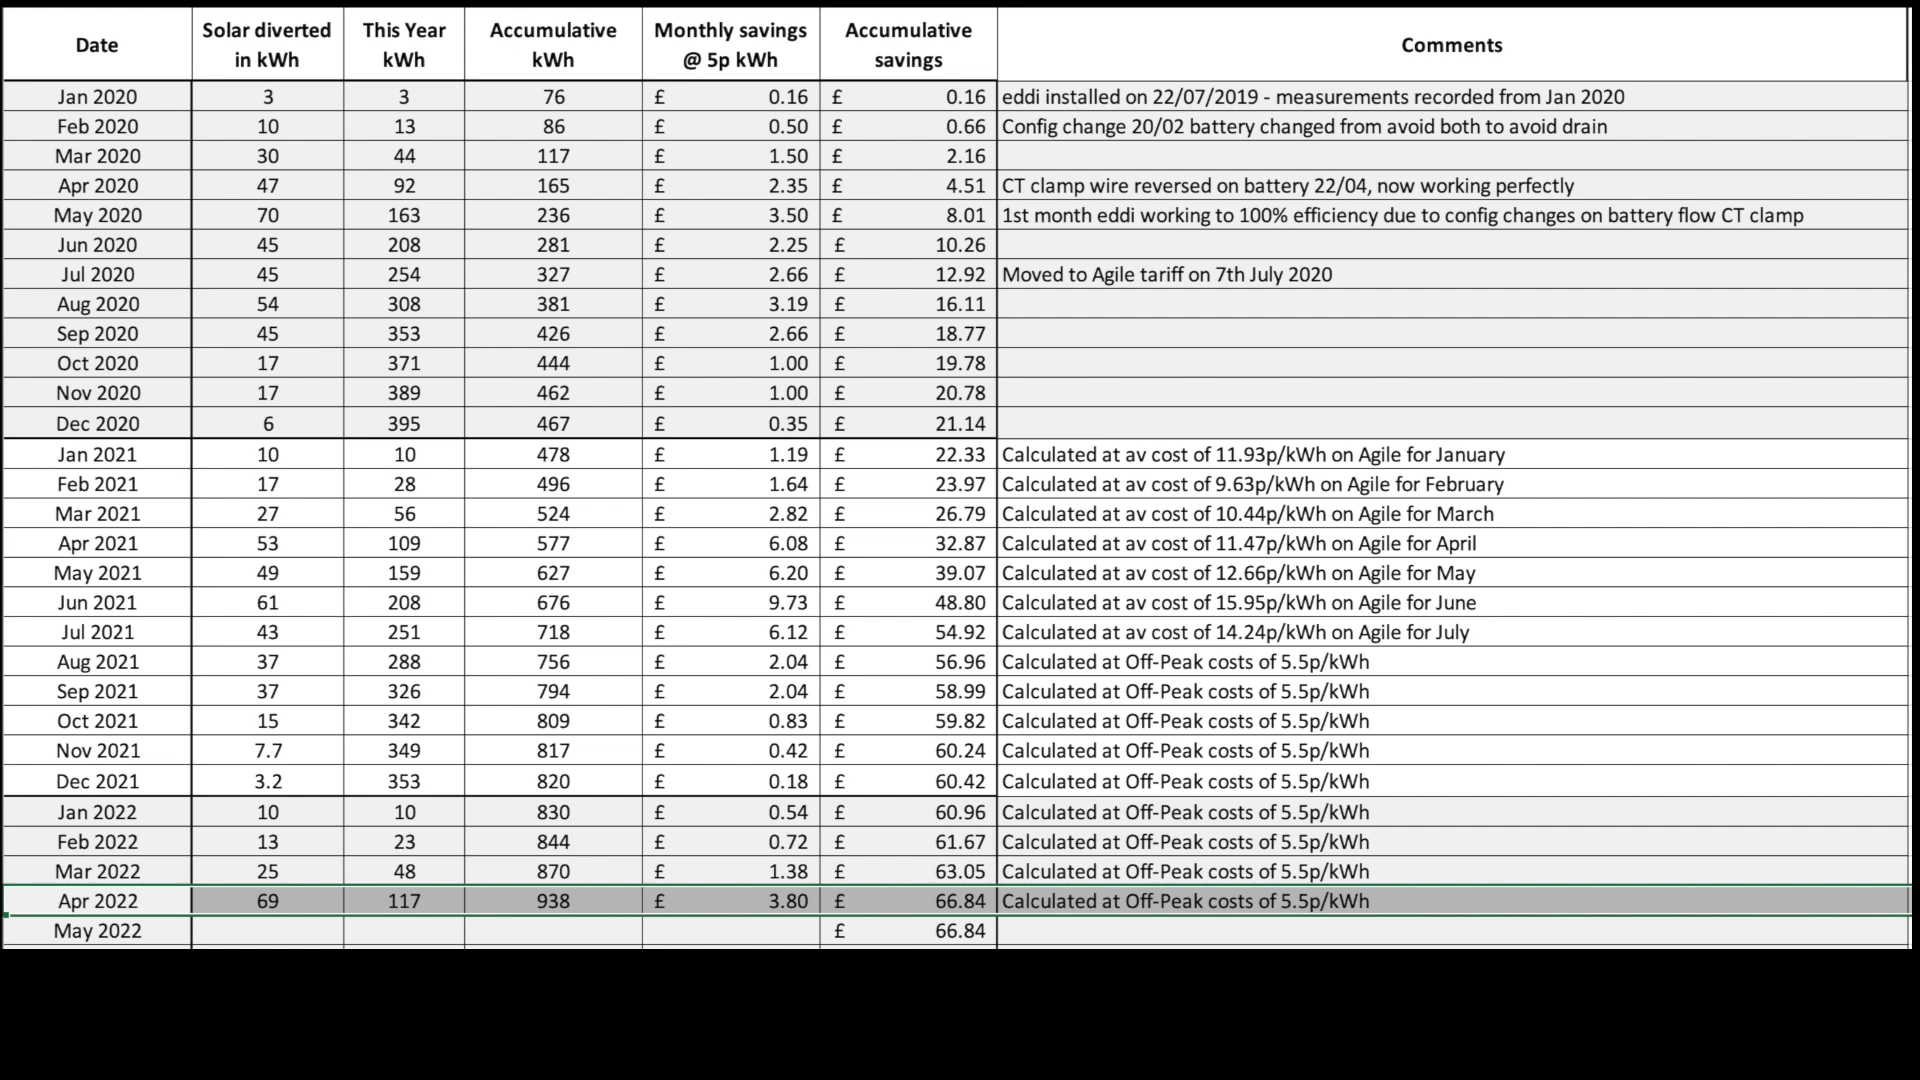 Date Solar diverted in kWh This Year kWh Accumulative kWh Monthly savings @ 5p kWh Accumulative savings Comments
Jan 2020 3 3 76 £ 0.16 £ 0.16 eddi installed on 22/07/2019 - measurements recorded from Jan 2020
Feb 2020 10 13 86 £ 0.50 £ 0.66 Config change 20/02 battery changed from avoid both to avoid drain
Mar 2020 30 44 117 £ 1.50 £ 2.16
Apr 2020 47 92 165 £ 2.35 £ 4.51 CT clamp wire reversed on battery 22/04, now working perfectly
May 2020 70 163 236 £ 3.50 £ 8.01 1st month eddi working to 100% efficiency due to config changes on battery flow CT clamp
Jun 2020 45 208 281 £ 2.25 £ 10.26
Jul 2020 45 254 327 £ 2.66 £ 12.92 Moved to Agile tariff on 7th July 2020
Aug 2020 54 308 381 £ 3.19 £ 16.11
Sep 2020 45 353 426 £ 2.66 £ 18.77
Oct 2020 17 371 444 £ 1.00 £ 19.78
Nov 2020 17 389 462 £ 1.00 £ 20.78
Dec 2020 6 395 467 £ 0.35 £ 21.14
Jan 2021 10 10 478 £ 1.19 £ 22.33 Calculated at av cost of 11.93p/kWh on Agile for January
Feb 2021 17 28 496 £ 1.64 £ 23.97 Calculated at av cost of 9.63p/kWh on Agile for February
Mar 2021 27 56 524 £ 2.82 £ 26.79 Calculated at av cost of 10.44p/kWh on Agile for March
Apr 2021 53 109 577 £ 6.08 £ 32.87 Calculated at av cost of 11.47p/kWh on Agile for April
May 2021 49 159 627 £ 6.20 £ 39.07 Calculated at av cost of 12.66p/kWh on Agile for May
Jun 2021 61 208 676 £ 9.73 £ 48.80 Calculated at av cost of 15.95p/kWh on Agile for June
Jul 2021 43 251 718 £ 6.12 £ 54.92 Calculated at av cost of 14.24p/kWh on Agile for July
Aug 2021 37 288 756 £ 2.04 £ 56.96 Calculated at Off-Peak costs of 5.5p/kWh
Sep 2021 37 326 794 £ 2.04 £ 58.99 Calculated at Off-Peak costs of 5.5p/kWh
Oct 2021 15 342 809 £ 0.83 £ 59.82 Calculated at Off-Peak costs of 5.5p/kWh
Nov 2021 7.7 349 817 £ 0.42 £ 60.24 Calculated at Off-Peak costs of 5.5p/kWh
Dec 2021 3.2 353 820 £ 0.18 £ 60.42 Calculated at Off-Peak costs of 5.5p/kWh
Jan 2022 10 10 830 £ 0.54 £ 60.96 Calculated at Off-Peak costs of 5.5p/kWh
Feb 2022 13 23 844 £ 0.72 £ 61.67 Calculated at Off-Peak costs of 5.5p/kWh
Mar 2022 25 48 870 £ 1.38 £ 63.05 Calculated at Off-Peak costs of 5.5p/kWh
Apr 2022 69 117 938 £ 3.80 £ 66.84 Calculated at Off-Peak costs of 5.5p/kWh
May 2022 £ 66.84